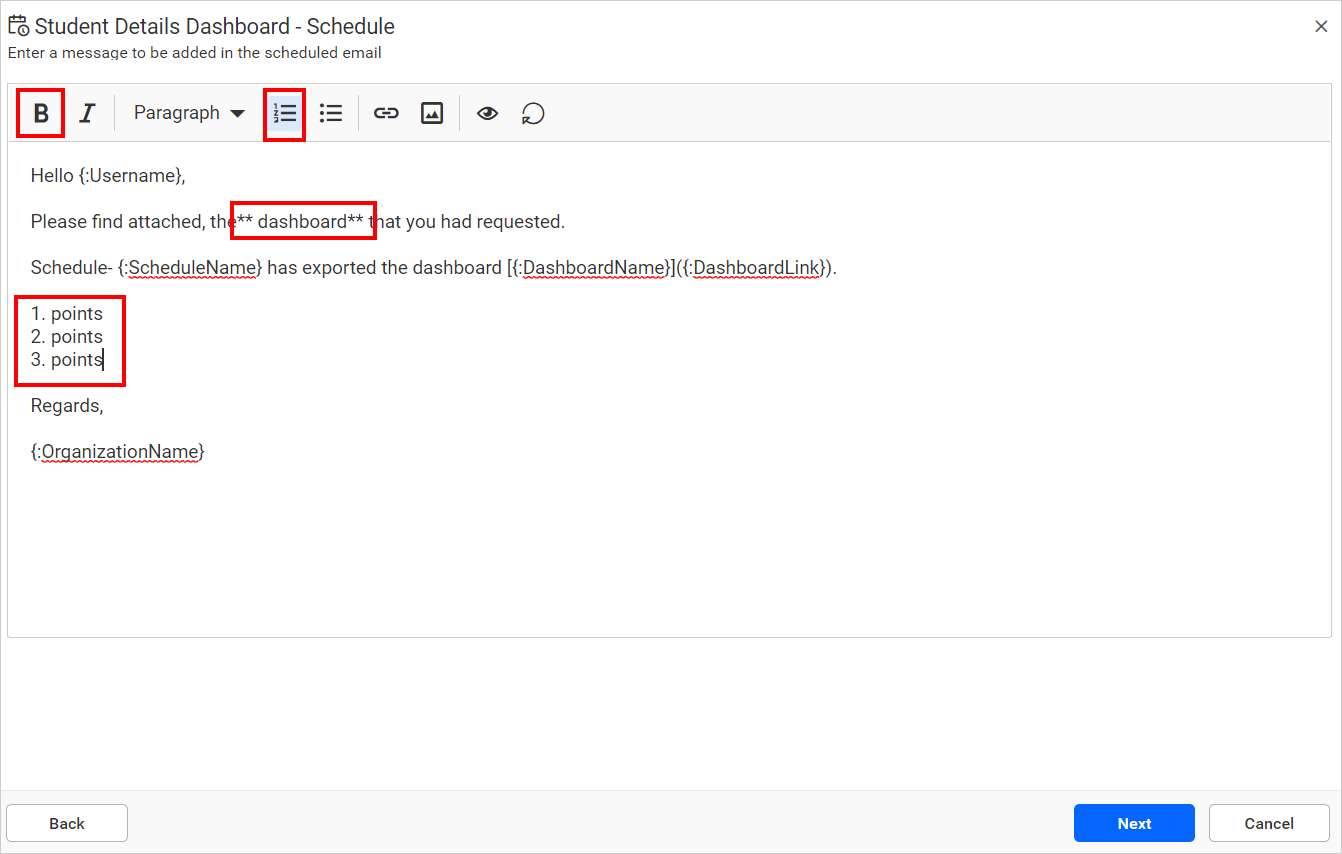 Student Details Dashboard - Schedule
Enter a message to be added in the scheduled email
B I Paragraph
Hello {:Username},
Please find attached, the** dashboard** that you had requested.
Schedule- {:ScheduleName} has exported the dashboard [{:DashboardName}]({:DashboardLink}).
1. points
2. points
3. points
Regards,
{:OrganizationName}
Back Next Cancel